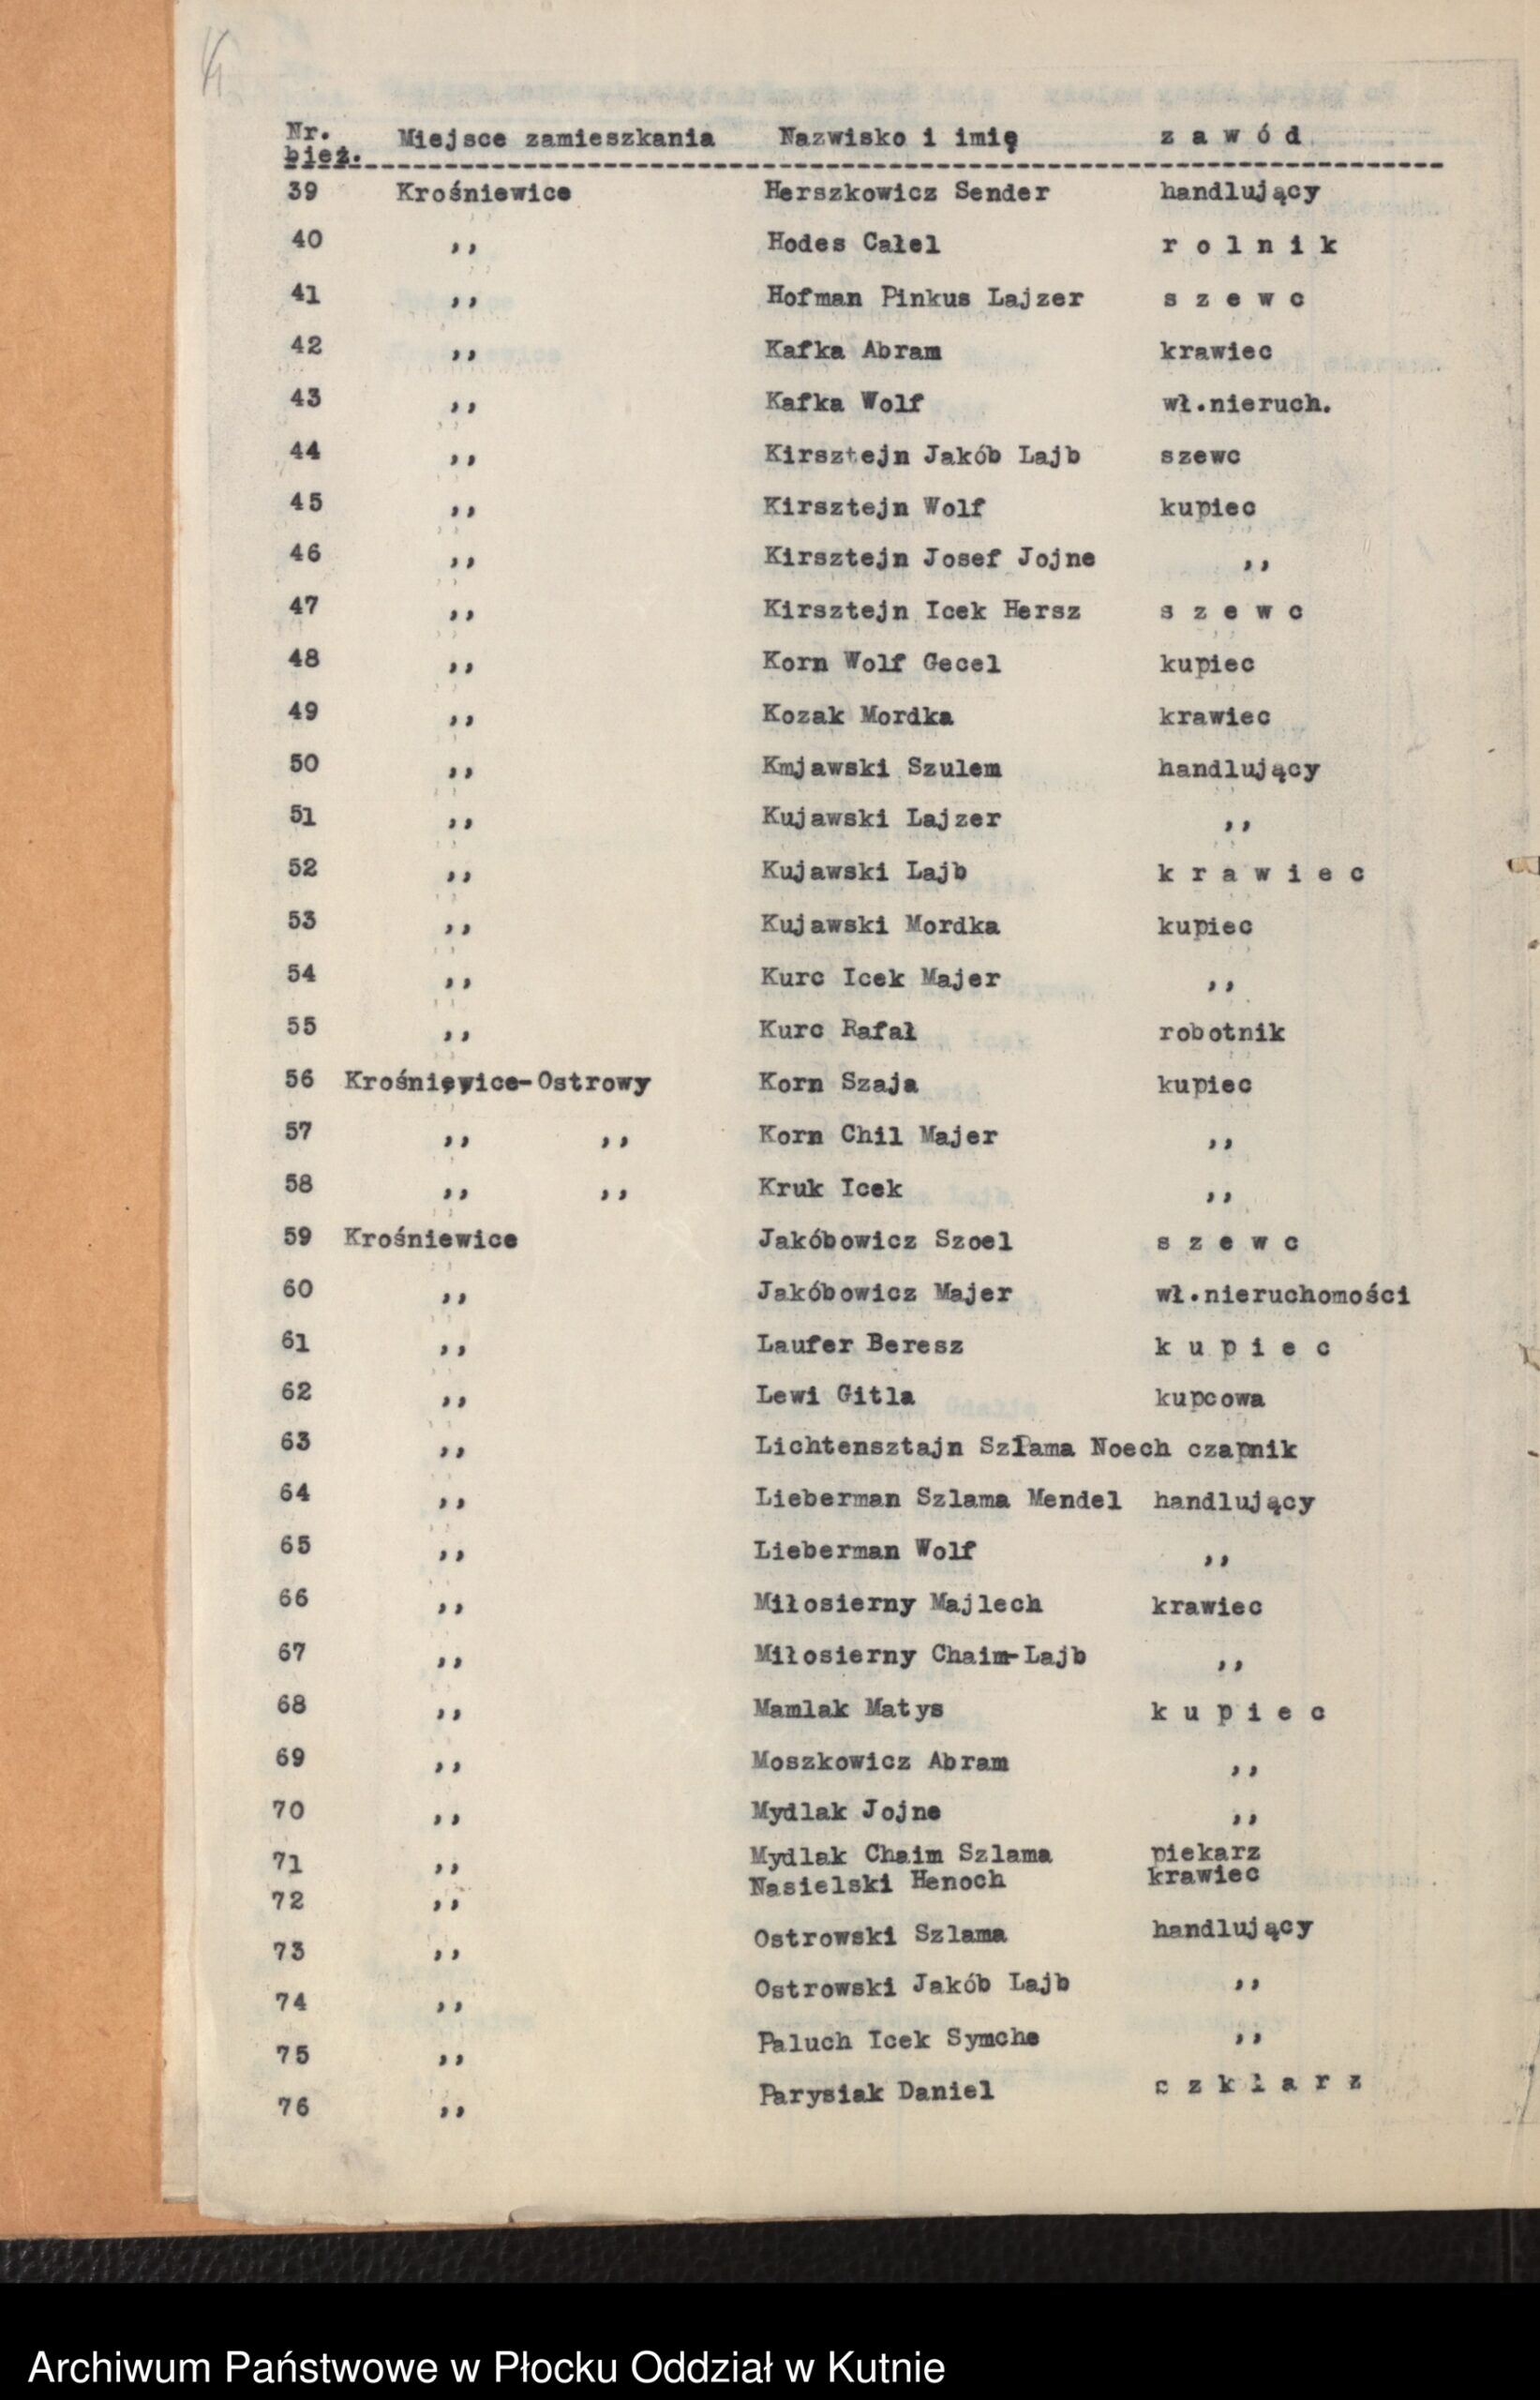 4
Nr. bież. Miejsce zamieszkania Nazwisko i imię z a w ó d
39 Krośniewice Herszkowicz Sender handlujący
40 ,, Hodes Całel r o l n i k
41 ,, Hofman Pinkus Lajzer s z e w c
42 ,, Kafka Abram krawiec
43 ,, Kafka Wolf wł.nieruch.
44 ,, Kirsztejn Jakób Lajb szewc
45 ,, Kirsztejn Wolf kupiec
46 ,, Kirsztejn Josef Jojne ,,
47 ,, Kirsztejn Icek Hersz s z e w c
48 ,, Korn Wolf Gecel kupiec
49 ,, Kozak Mordka krawiec
50 ,, Kmjawski Szulem handlujący
51 ,, Kujawski Lajzer ,,
52 ,, Kujawski Lajb k r a w i e c
53 ,, Kujawski Mordka kupiec
54 ,, Kurc Icek Majer ,,
55 ,, Kurc Rafał robotnik
56 Krośniewice-Ostrowy Korn Szaja kupiec
57 ,, ,, Korn Chil Majer ,,
58 ,, ,, Kruk Icek ,,
59 Krośniewice Jakóbowicz Szoel s z e w c
60 ,, Jakóbowicz Majer wł.nieruchomości
61 ,, Laufer Beresz k u p i e c
62 ,, Lewi Gitla kupcowa
63 ,, Lichtensztajn Szlama Noech czapnik
64 ,, Lieberman Szlama Mendel handlujący
65 ,, Lieberman Wolf ,,
66 ,, Miłosierny Majlech krawiec
67 ,, Miłosierny Chaim-Lajb ,,
68 ,, Mamlak Matys k u p i e c
69 ,, Moszkowicz Abram ,,
70 ,, Mydlak Jojne ,,
71 ,, Mydlak Chaim Szlama piekarz
72 ,, Nasielski Henoch krawiec
73 ,, Ostrowski Szlama handlujący
74 ,, Ostrowski Jakób Lajb ,,
75 ,, Paluch Icek Symche ,,
76 ,, Parysiak Daniel c z k l a r z
Archiwum Państwowe w Płocku Oddział w Kutnie